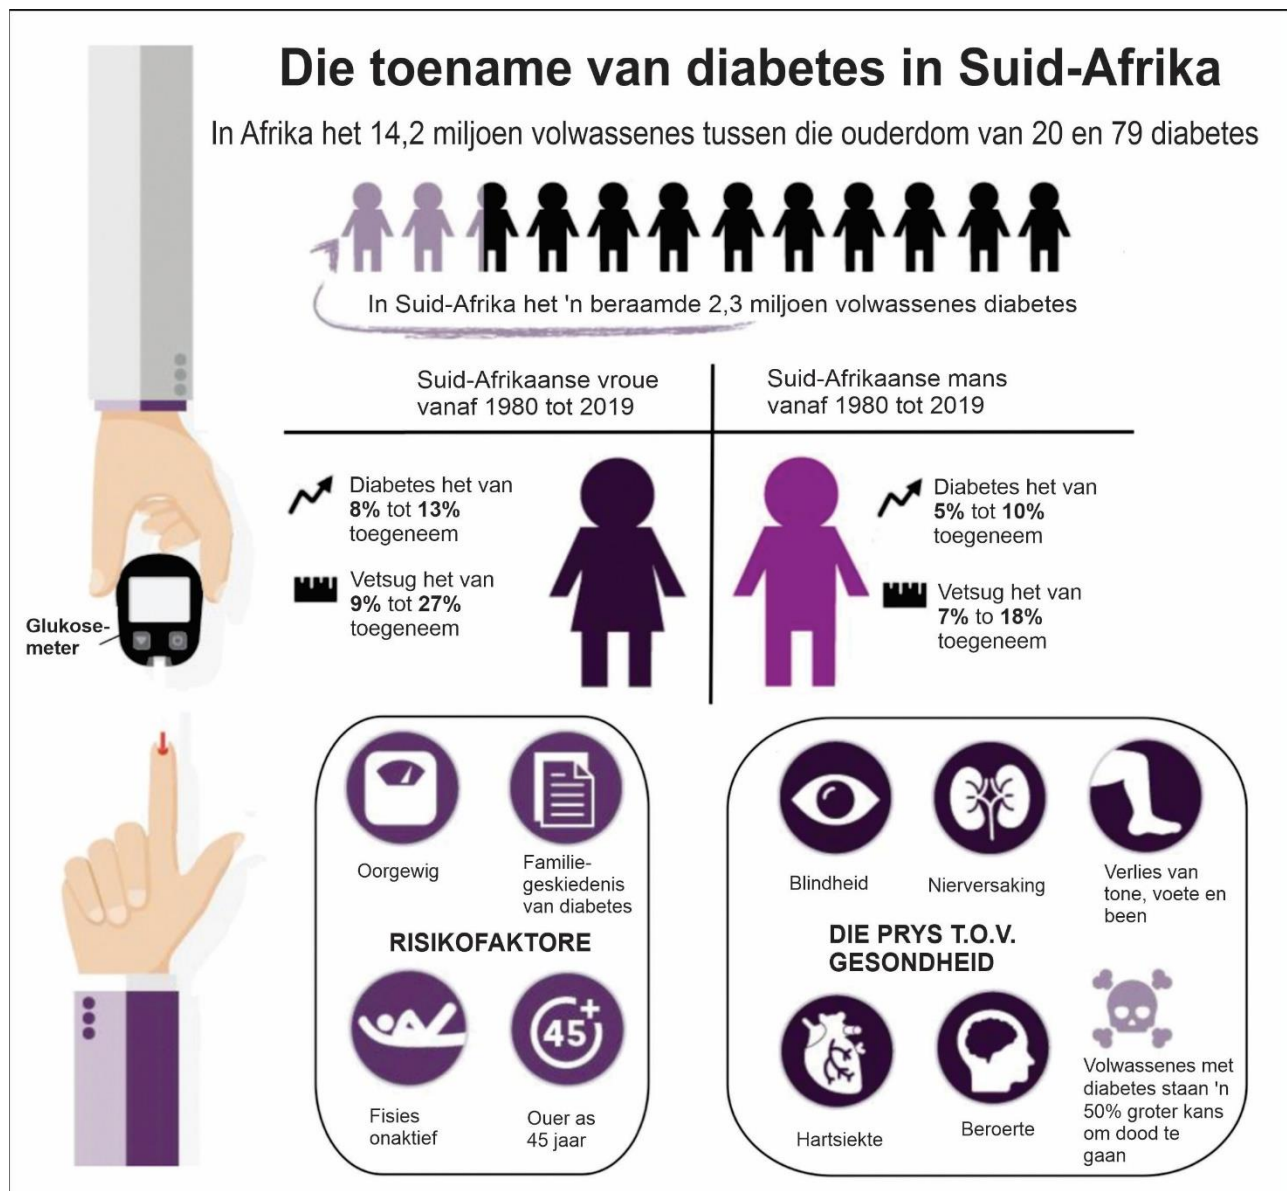 Die toename van diabetes in Suid-Afrika
In Afrika het 14,2 miljoen volwassenes tussen die ouderdom van 20 en 79 diabetes
In Suid-Afrika het 'n beraamde 2,3 miljoen volwassenes diabetes
Suid-Afrikaanse vroue
vanaf 1980 tot 2019
Diabetes het van
8% tot 13%
toegeneem
Vetsug het van
9% tot 27%
toegeneem
Suid-Afrikaanse mans
vanaf 1980 tot 2019
Diabetes het van
5% tot 10%
toegeneem
Vetsug het van
7% to 18%
toegeneem
Glukose-
meter
Oorgewig
Familie-
geskiedenis
van diabetes
RISIKOFAKTORE
45+
Fisies
onaktief
Ouer as
45 jaar
Blindheid
Nierversaking
Verlies van
tone, voete en
been
DIE PRYS T.O.V.
GESONDHEID
Hartsiekte
Beroerte
Volwassenes met
diabetes staan 'n
50% groter kans
om dood te
gaan